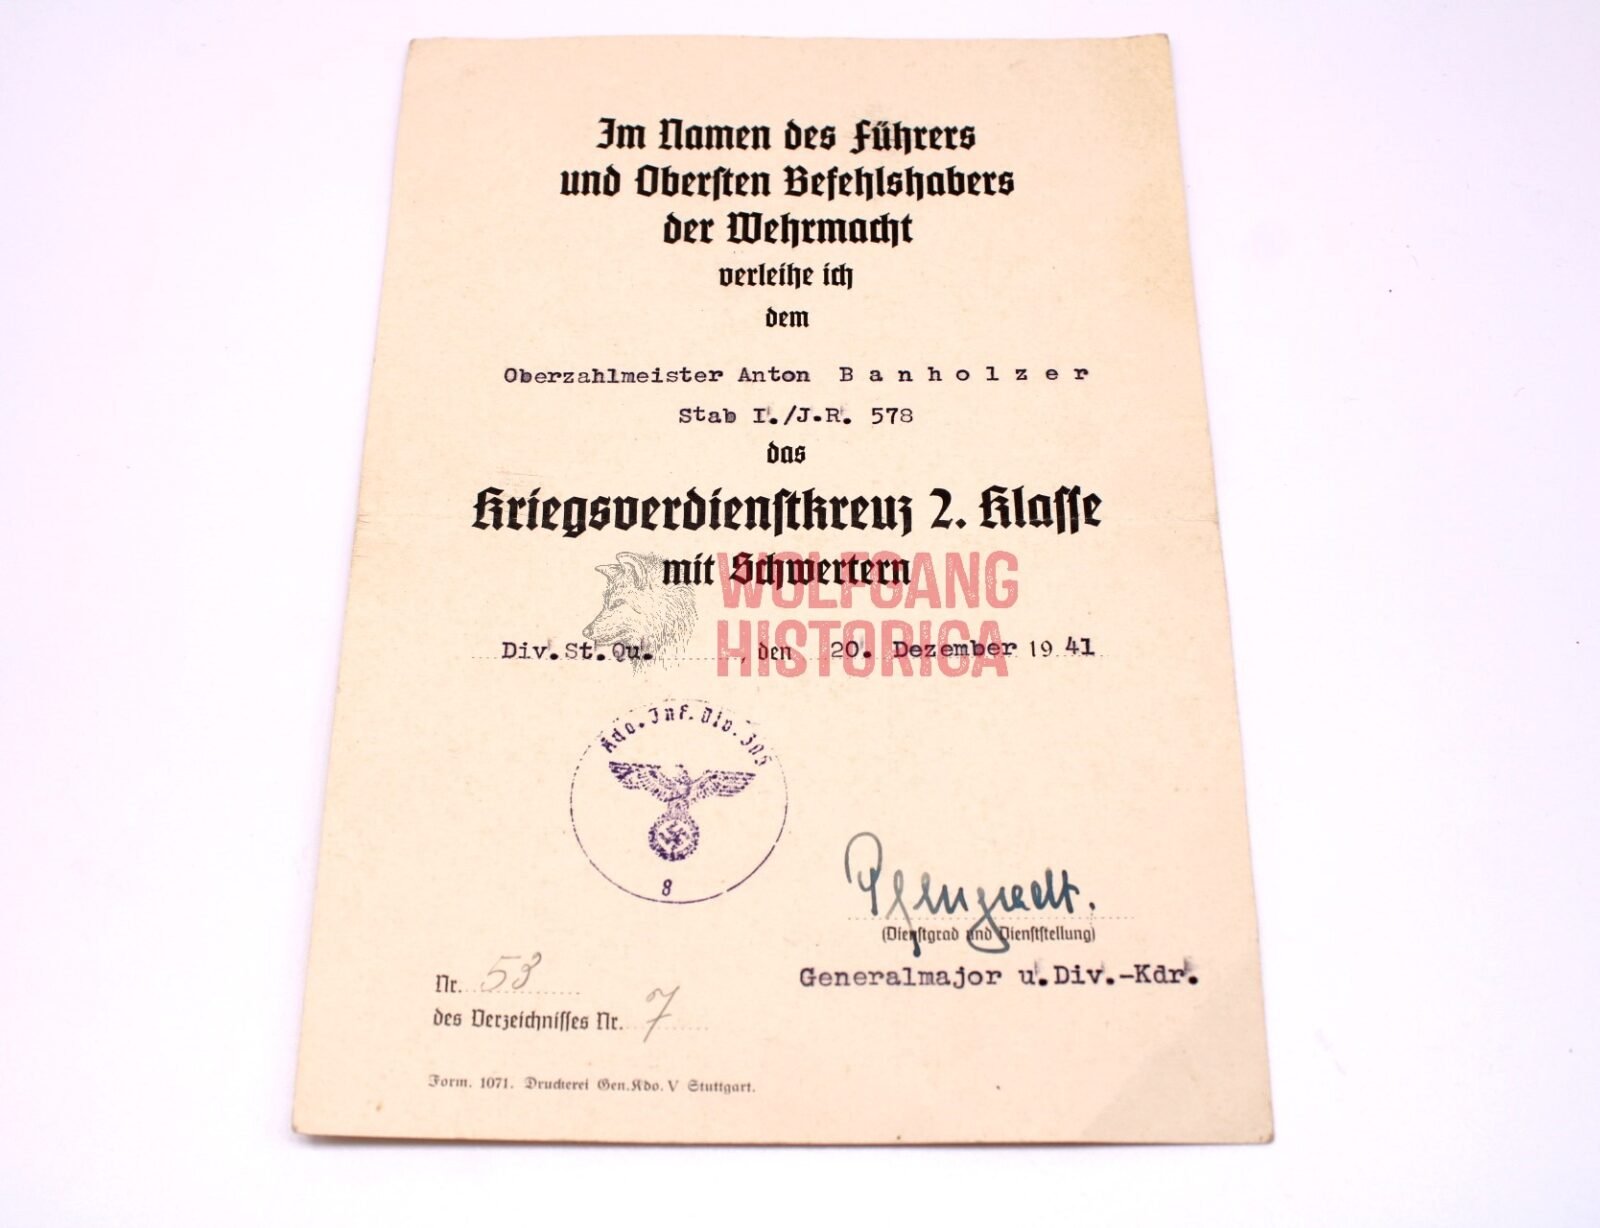 Im Namen des Führers
und Obersten Befehlshabers
der Wehrmacht
verleihe ich
dem
Oberzahlmeister Anton Banholzer
Stab I./J.R. 578
das
Kriegsverdienstkreuz 2. Klasse
mit Schwertern
WOLFGANG
HISTORICA
Div.St.Qu. , den 20. Dezember 1941
Kdo. Inf. Div. 305
8
(Dienstgrad und Dienststellung)
Generalmajor u.Div.-Kdr.
Nr. 53
des Verzeichnisses Nr. 7
Form. 1071. Druckerei Gen.Kdo. V Stuttgart.